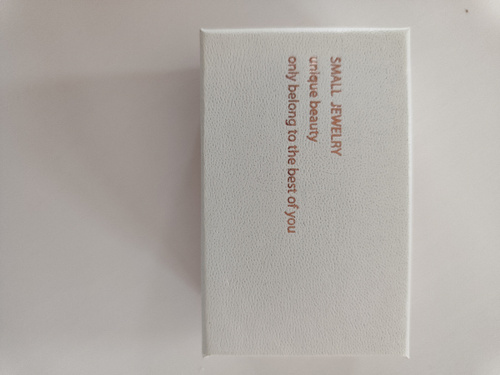 SMALL JEWELRY
unique beauty
only belong to the best of you